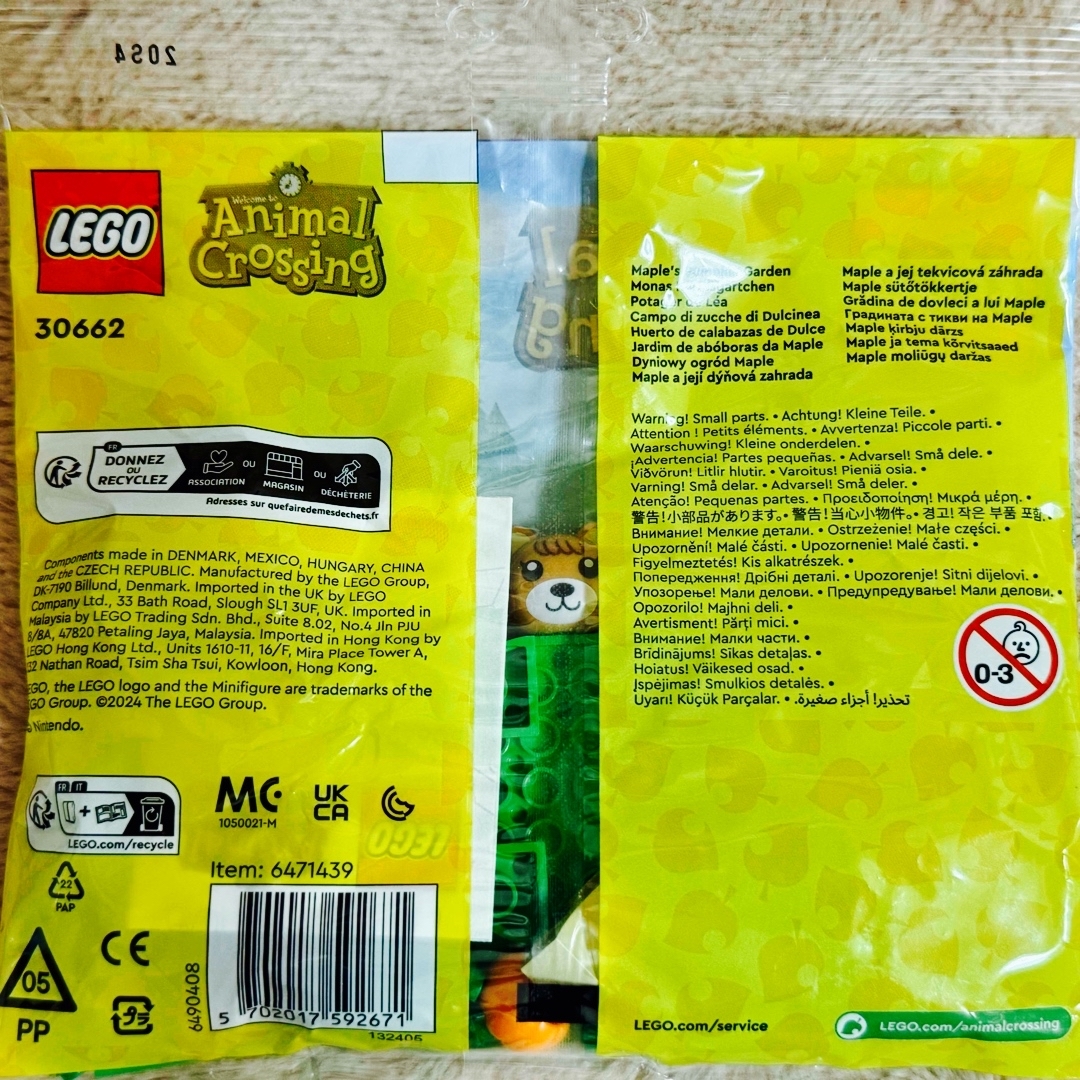 20S4
LEGO
Welcome to
Animal
Crossing
30662
FR
DONNEZ
OU
RECYCLEZ
ASSOCIATION
OU
MAGASIN
OU
DÉCHÈTERIE
Adresses sur quefairedemesdechets.fr
Components made in DENMARK, MEXICO, HUNGARY, CHINA
and the CZECH REPUBLIC. Manufactured by the LEGO Group,
DK-7190 Billund, Denmark. Imported in the UK by LEGO
Company Ltd., 33 Bath Road, Slough SL1 3UF, UK. Imported in
Malaysia by LEGO Trading Sdn. Bhd., Suite 8.02, No.4 Jln PJU
8/8A, 47820 Petaling Jaya, Malaysia. Imported in Hong Kong by
LEGO Hong Kong Ltd., Units 1610-11, 16/F, Mira Place Tower A,
132 Nathan Road, Tsim Sha Tsui, Kowloon, Hong Kong.
LEGO, the LEGO logo and the Minifigure are trademarks of the
LEGO Group. ©2024 The LEGO Group.
Nintendo.
FR IT
+
LEGO.com/recycle
MC
1050021-M
UK
CA
22
PAP
Item: 6471439
CE
05
PP
6490408
5 702017 592671
132406
Maple's Garden
Monas
Potager de Léa
Campo di zucche di Dulcinea
Huerto de calabazas de Dulce
Jardim de abóboras da Maple
Dyniowy ogród Maple
Maple a její dýňová zahrada
Maple a jej tekvicová záhrada
Maple sütőtökkertje
Grădina de dovleci a lui Maple
Градината с тикви на Maple
Maple ķirbju dārzs
Maple ja tema kõrvitsaaed
Maple moliūgų daržas
Warning! Small parts. • Achtung! Kleine Teile. •
Attention ! Petits éléments. • Avvertenza! Piccole parti. •
Waarschuwing! Kleine onderdelen. •
¡Advertencia! Partes pequeñas. • Advarsel! Små dele. •
Viðvörun! Litlir hlutir. • Varoitus! Pieniä osia. •
Varning! Små delar. • Advarsel! Små deler. •
Atenção! Pequenas partes. • Προειδοποίηση! Μικρά μέρη. •
警告!小部品があります。• 警告!当心小物件。• 경고! 작은 부품 포함.
Внимание! Мелкие детали. • Ostrzeżenie! Małe części. •
Upozornění! Malé části. • Upozornenie! Malé časti. •
Figyelmeztetés! Kis alkatrészek. •
Попередження! Дрібні деталі. • Upozorenje! Sitni dijelovi. •
Упозорење! Мали делови. • Предупредување! Мали делови. •
Opozorilo! Majhni deli. •
Avertisment! Părți mici. •
Внимание! Малки части. •
Brīdinājums! Sīkas detaļas. •
Hoiatus! Väikesed osad. •
Įspėjimas! Smulkios detalės. •
Uyarı! Küçük Parçalar. • تحذير! أجزاء صغيرة.
0-3
LEGO.com/service
LEGO.com/animalcrossing